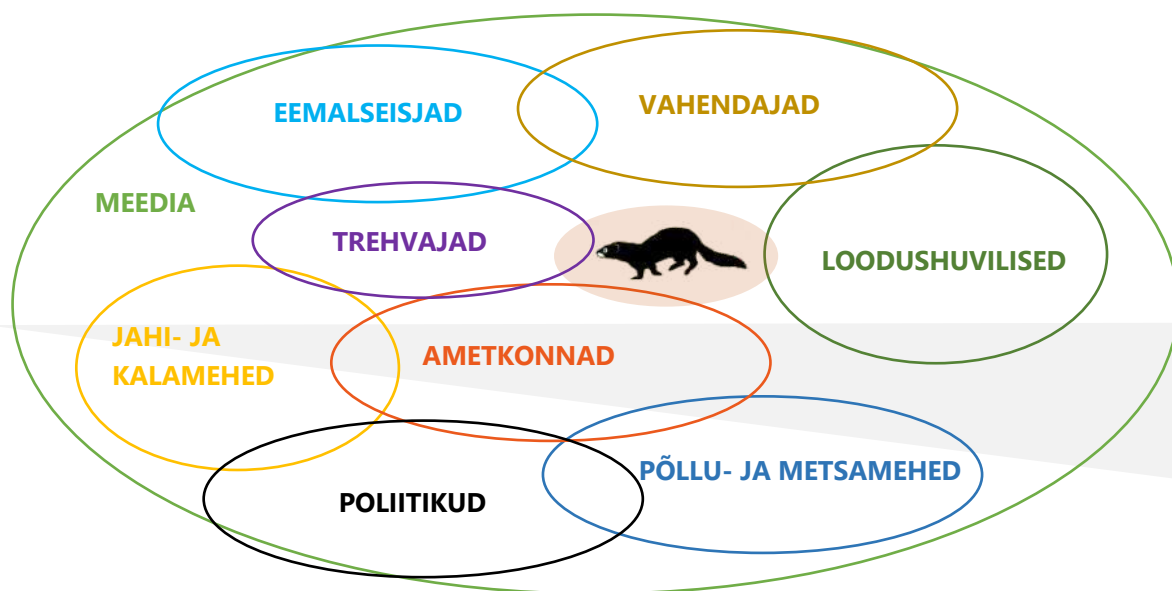 EEMALSEISJAD
VAHENDAJAD
MEEDIA
TREHVAJAD
LOODUSHUVILISED
JAHI- JA
KALAMEHED
AMETKONNAD
PÕLLU- JA METSAMEHED
POLIITIKUD